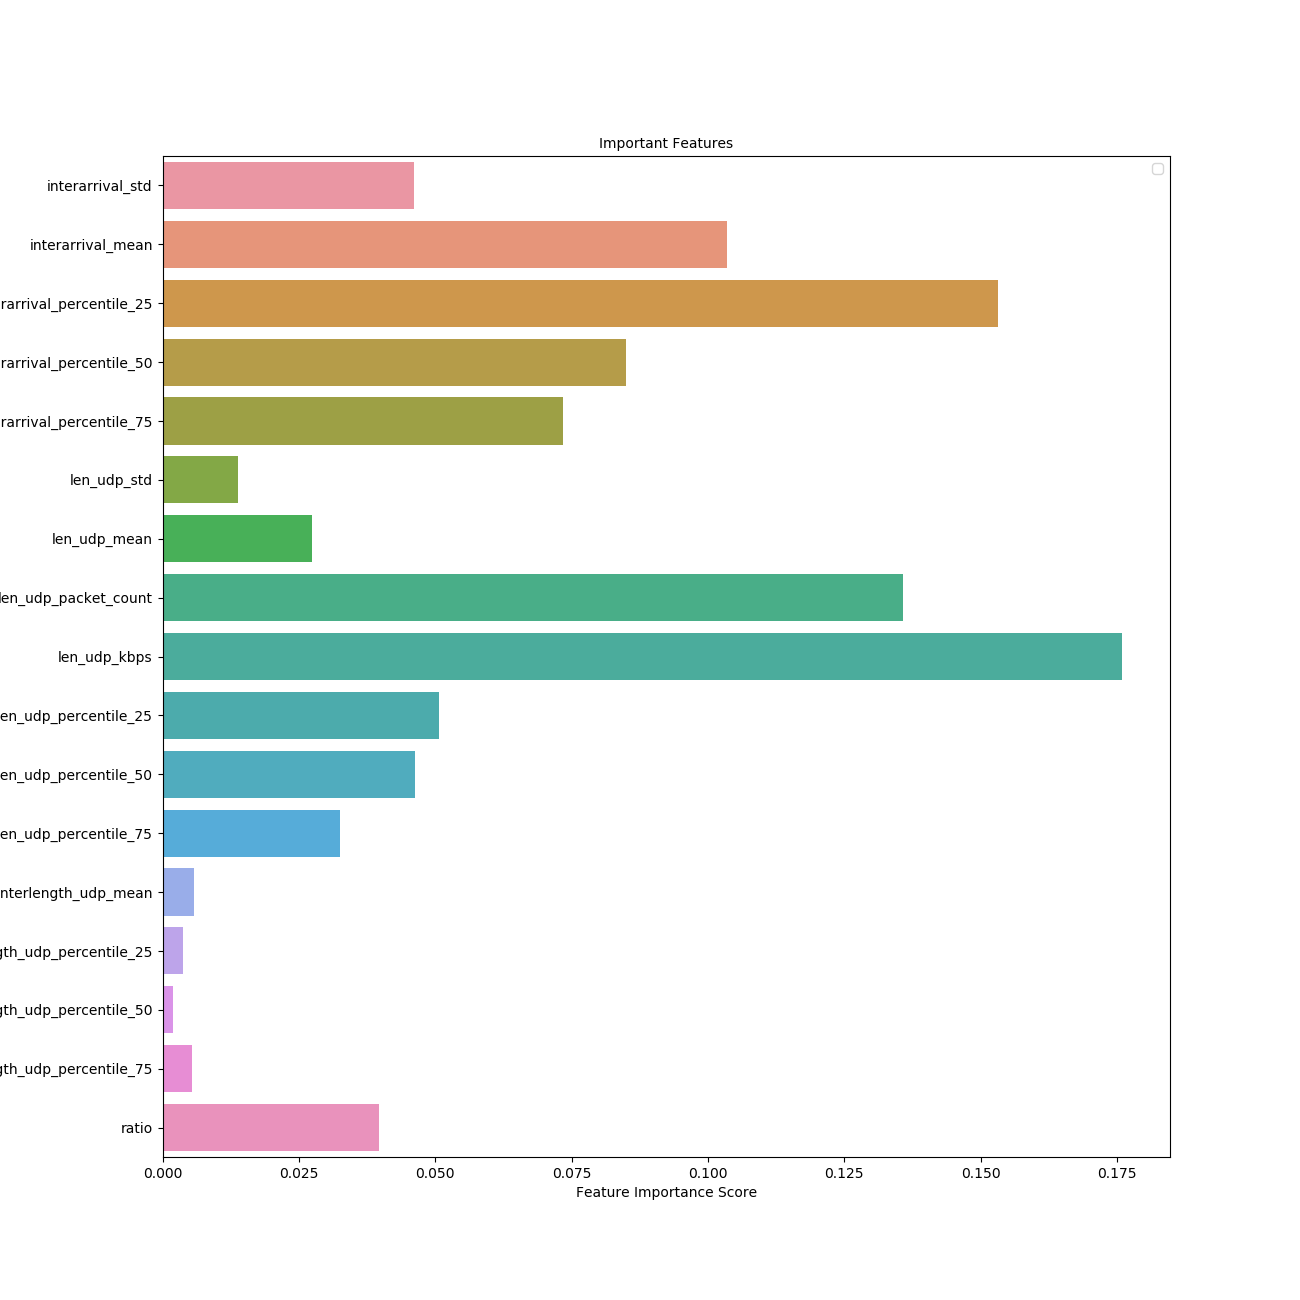 Important Features
interarrival_std
interarrival_mean
rarrival_percentile_25
rarrival_percentile_50
rarrival_percentile_75
len_udp_std
len_udp_mean
len_udp_packet_count
len_udp_kbps
en_udp_percentile_25
en_udp_percentile_50
en_udp_percentile_75
nterlength_udp_mean
gth_udp_percentile_25
gth_udp_percentile_50
gth_udp_percentile_75
ratio
0.000 0.025 0.050 0.075 0.100 0.125 0.150 0.175
Feature Importance Score